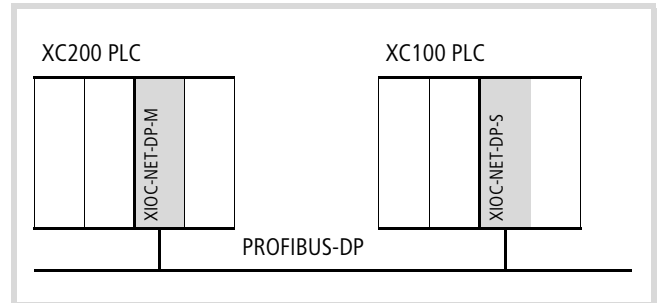 XC200 PLC
XC100 PLC
XIOC-NET-DP-M
XIOC-NET-DP-S
PROFIBUS-DP